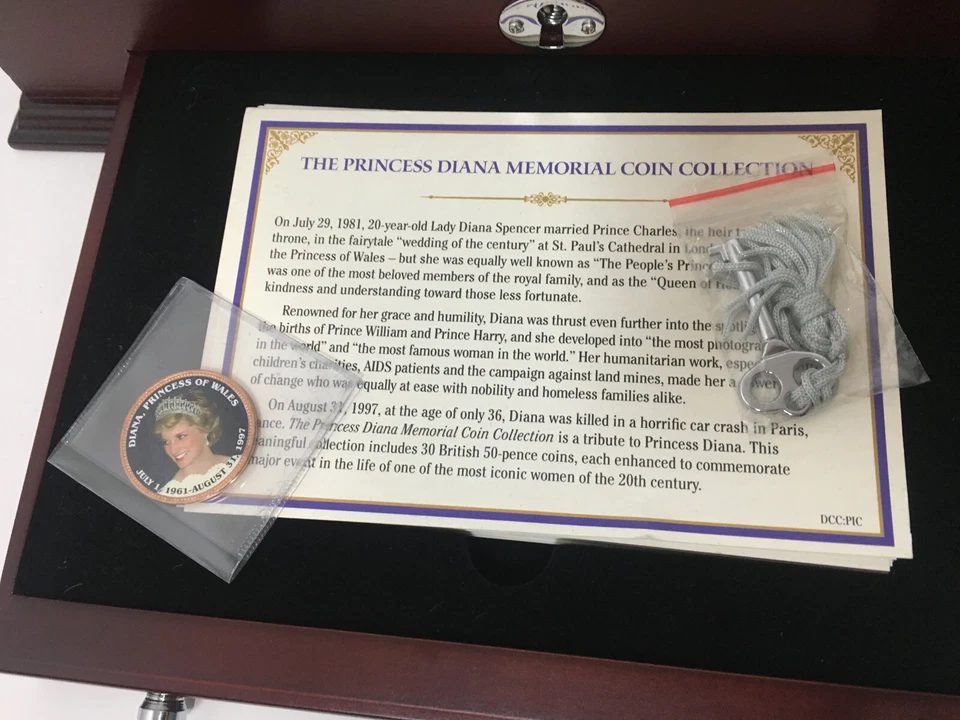 THE PRINCESS DIANA MEMORIAL COIN COLLECTION
On July 29, 1981, 20-year-old Lady Diana Spencer married Prince Charles, the heir t
throne, in the fairytale “wedding of the century” at St. Paul’s Cathedral in Lond
the Princess of Wales – but she was equally well known as “The People’s Princ
was one of the most beloved members of the royal family, and as the “Queen of
kindness and understanding toward those less fortunate.
Renowned for her grace and humility, Diana was thrust even further into the spotli
the births of Prince William and Prince Harry, and she developed into “the most photogra
in the world” and “the most famous woman in the world.” Her humanitarian work, espe
children’s charities, AIDS patients and the campaign against land mines, made her a
of change who was equally at ease with nobility and homeless families alike.
On August 31, 1997, at the age of only 36, Diana was killed in a horrific car crash in Paris,
ance. The Princess Diana Memorial Coin Collection is a tribute to Princess Diana. This
eaningful collection includes 30 British 50-pence coins, each enhanced to commemorate
major event in the life of one of the most iconic women of the 20th century.
DCC:PIC
DIANA, PRINCESS OF WALES
JULY 1, 1961-AUGUST 31, 1997